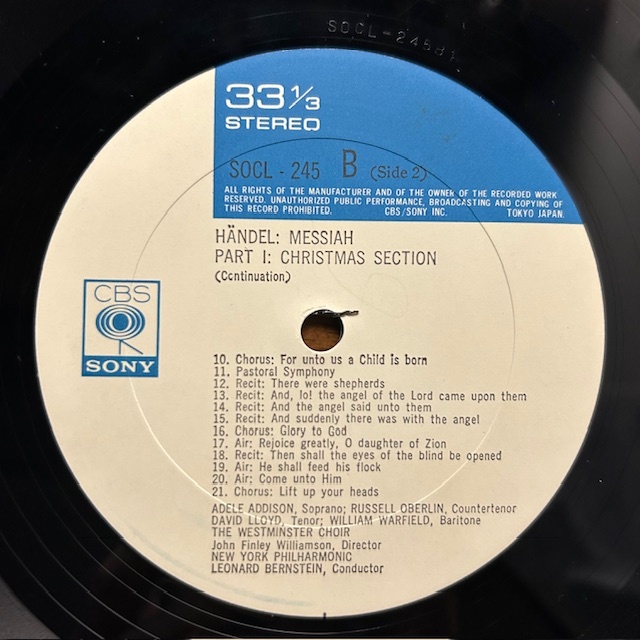 SOCL-245B1
33 1/3
STEREO
SOCL - 245 B (Side 2)
ALL RIGHTS OF THE MANUFACTURER AND OF THE OWNER OF THE RECORDED WORK
RESERVED. UNAUTHORIZED PUBLIC PERFORMANCE, BROADCASTING AND COPYING OF
THIS RECORD PROHIBITED. CBS/SONY INC. TOKYO JAPAN.
HÄNDEL: MESSIAH
PART I: CHRISTMAS SECTION
(Continuation)
CBS
SONY
10. Chorus: For unto us a Child is born
11. Pastoral Symphony
12. Recit: There were shepherds
13. Recit: And, lo! the angel of the Lord came upon them
14. Recit: And the angel said unto them
15. Recit: And suddenly there was with the angel
16. Chorus: Glory to God
17. Air: Rejoice greatly, O daughter of Zion
18. Recit: Then shall the eyes of the blind be opened
19. Air: He shall feed his flock
20. Air: Come unto Him
21. Chorus: Lift up your heads
ADELE ADDISON, Soprano; RUSSELL OBERLIN, Countertenor
DAVID LLOYD, Tenor; WILLIAM WARFIELD, Baritone
THE WESTMINSTER CHOIR
John Finley Williamson, Director
NEW YORK PHILHARMONIC
LEONARD BERNSTEIN, Conductor